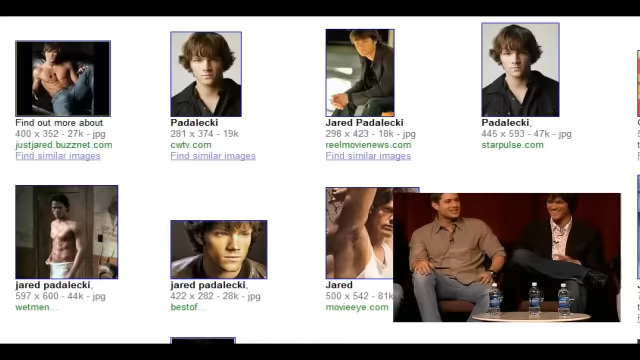 Find out more about
400 x 352 - 27k - jpg
justjared.buzznet.com
Find similar images
Padalecki
281 x 374 - 19k
cwtv.com
Find similar images
Jared Padalecki
298 x 423 - 18k - jpg
reelmovienews.com
Find similar images
Padalecki,
445 x 593 - 47k - jpg
starpulse.com
jared padalecki,
597 x 600 - 44k - jpg
wetmen...
jared padalecki,
422 x 282 - 28k - jpg
bestof...
Jared
500 x 542 - 81k
movieeye.com